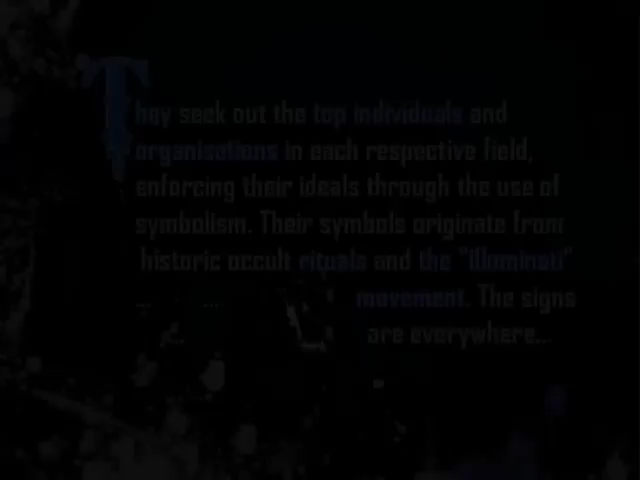 They seek out the top individuals and
organisations in each respective field,
enforcing their ideals through the use of
symbolism. Their symbols originate from
historic occult rituals and the "illuminati"
movement. The signs
are everywhere...